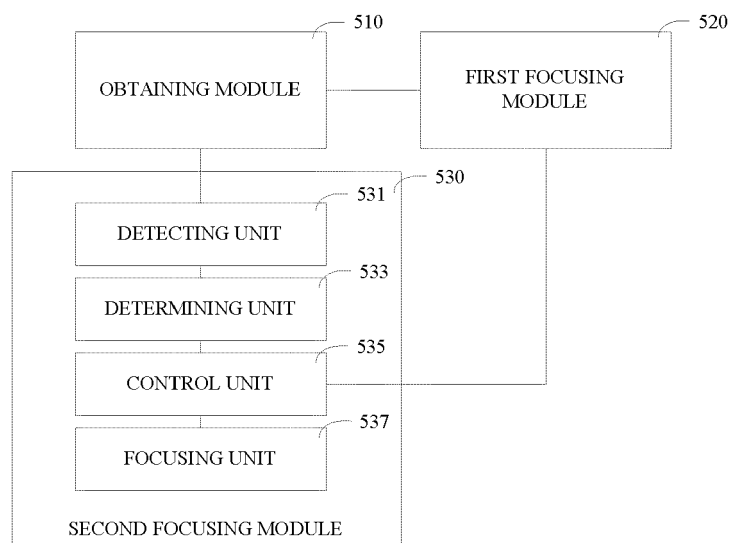 510
520
OBTAINING MODULE
FIRST FOCUSING
MODULE
530
531
DETECTING UNIT
533
DETERMINING UNIT
535
CONTROL UNIT
537
FOCUSING UNIT
SECOND FOCUSING MODULE